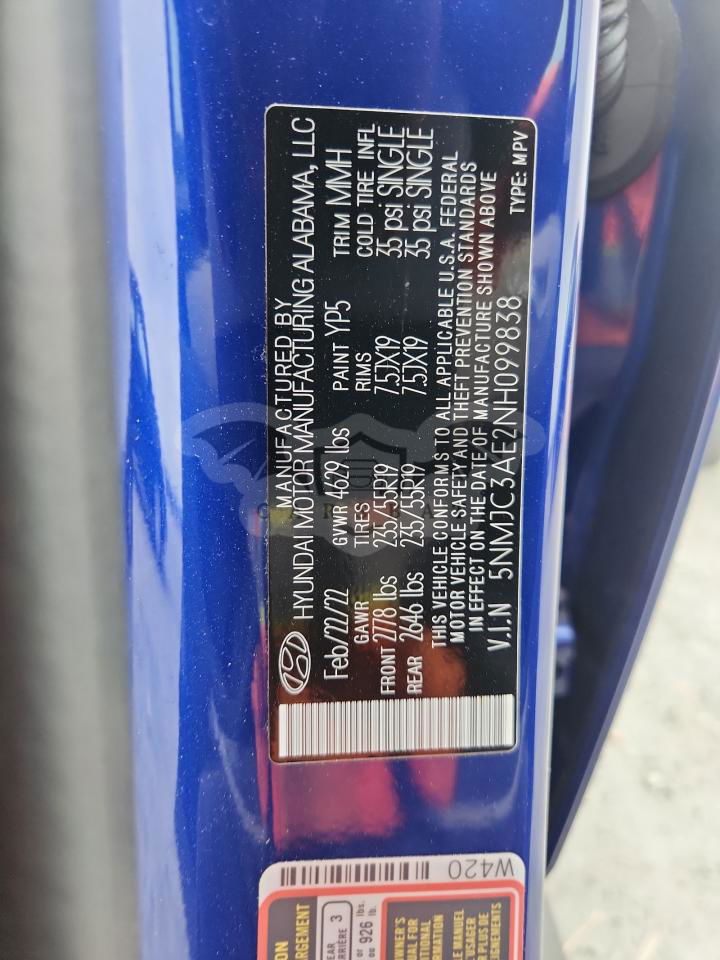 MANUFACTURED BY
HYUNDAI MOTOR MANUFACTURING ALABAMA, LLC
Feb/22/22 GVWR 4629 lbs PAINT YP5 TRIM MMH
GAWR TIRES RIMS COLD TIRE INFL
FRONT 2778 lbs 235/55R19 7.5JX19 35 psi SINGLE
REAR 2646 lbs 235/55R19 7.5JX19 35 psi SINGLE
THIS VEHICLE CONFORMS TO ALL APPLICABLE U.S.A. FEDERAL
MOTOR VEHICLE SAFETY AND THEFT PREVENTION STANDARDS
IN EFFECT ON THE DATE OF MANUFACTURE SHOWN ABOVE
V.I.N 5NMJC3AE2NH099838 TYPE: MPV
W420
3
926